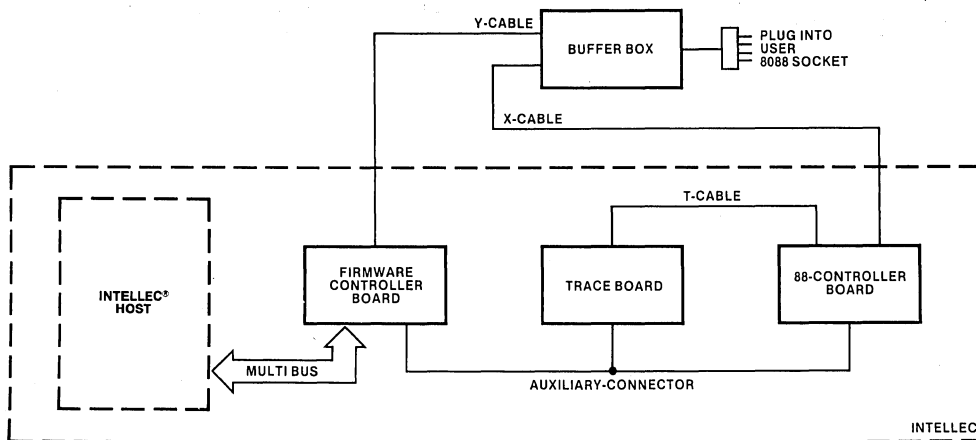 Y-CABLE
BUFFER BOX
PLUG INTO
USER
8088 SOCKET
X-CABLE
T-CABLE
INTELLEC®
HOST
FIRMWARE
CONTROLLER
BOARD
TRACE BOARD
88-CONTROLLER
BOARD
MULTI BUS
AUXILIARY-CONNECTOR
INTELLEC